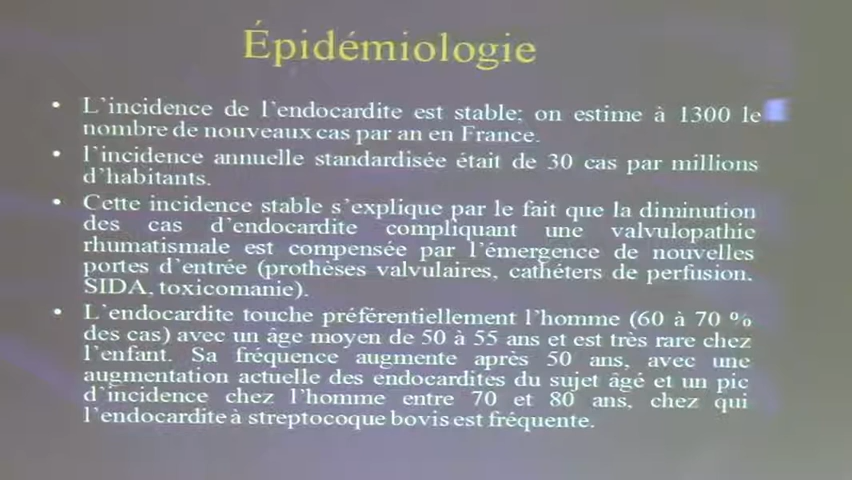 Épidémiologie
• L'incidence de l'endocardite est stable; on estime à 1300 le
nombre de nouveaux cas par an en France.
• l'incidence annuelle standardisée était de 30 cas par millions
d'habitants.
• Cette incidence stable s'explique par le fait que la diminution
des cas d'endocardite compliquant une valvulopathie
rhumatismale est compensée par l'émergence de nouvelles
portes d'entrée (prothèses valvulaires, cathéters de perfusion,
SIDA, toxicomanie).
• L'endocardite touche préférentiellement l'homme (60 à 70 %
des cas) avec un âge moyen de 50 à 55 ans et est très rare chez
l'enfant. Sa fréquence augmente après 50 ans, avec une
augmentation actuelle des endocardites du sujet âgé et un pic
d'incidence chez l'homme entre 70 et 80 ans, chez qui
l'endocardite à streptocoque bovis est fréquente.